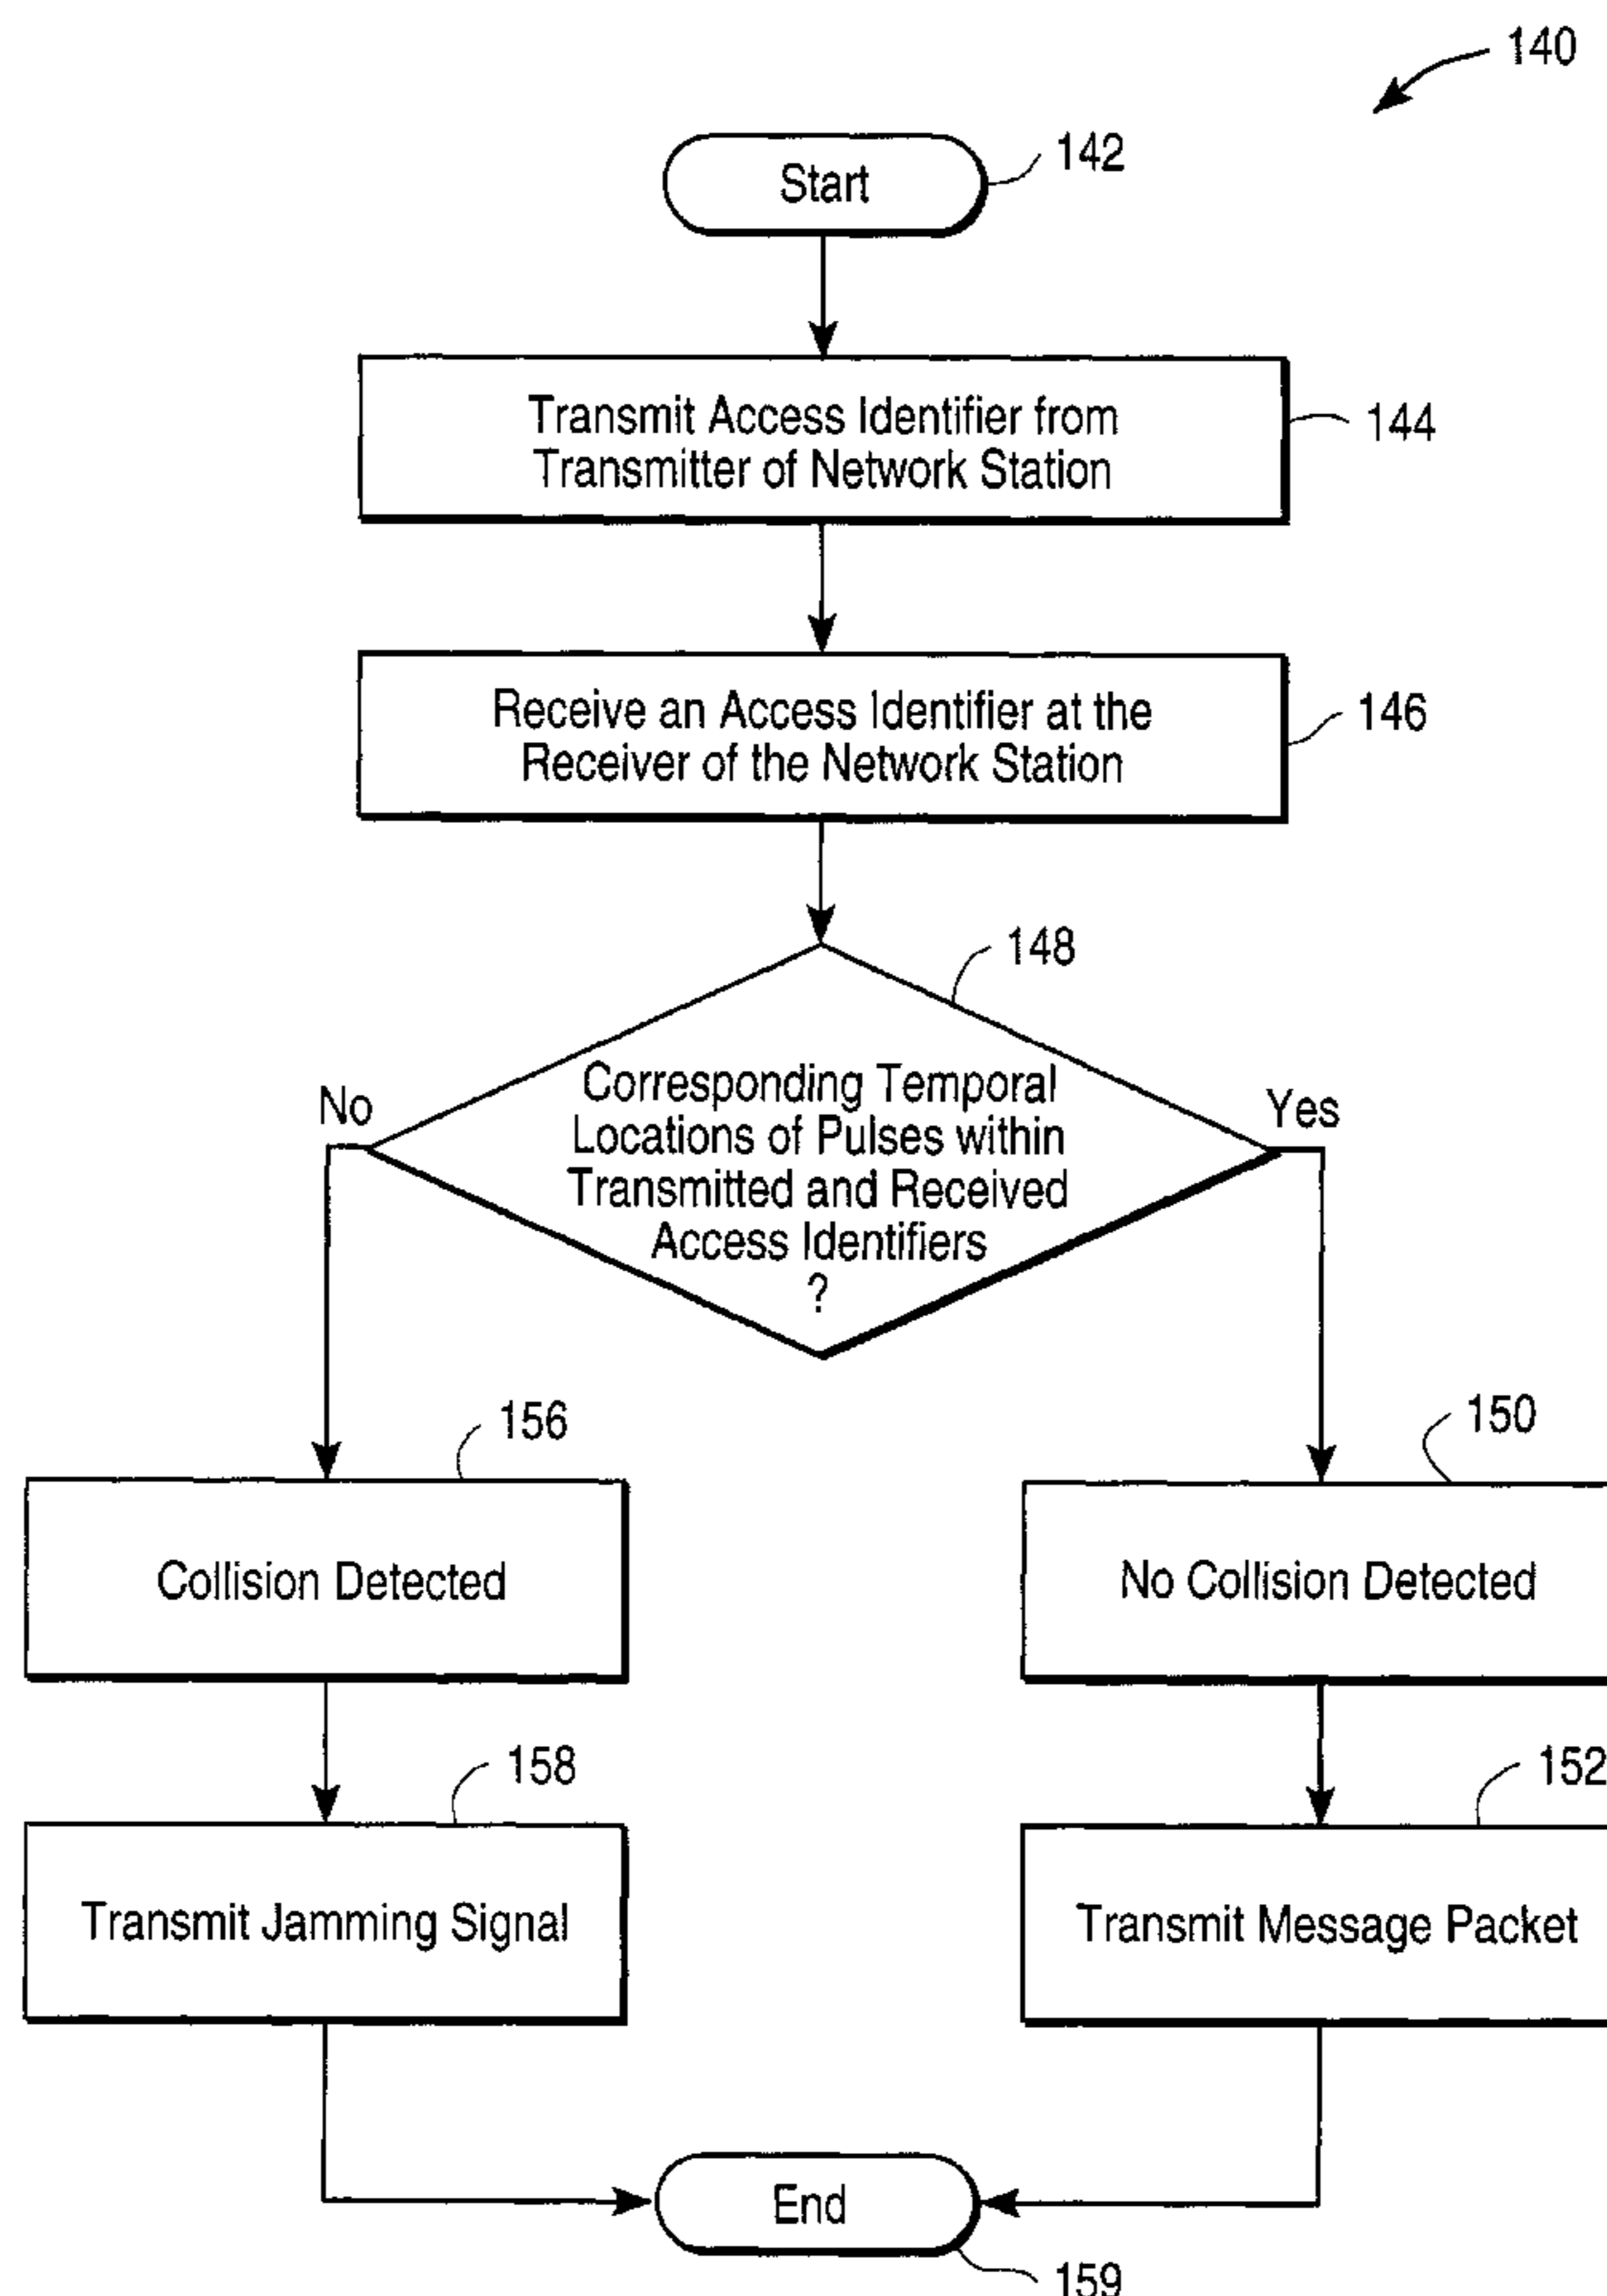 140
Start
142
Transmit Access Identifier from
Transmitter of Network Station
144
Receive an Access Identifier at the
Receiver of the Network Station
146
148
Corresponding Temporal
Locations of Pulses within
Transmitted and Received
Access Identifiers
?
No
Yes
156
150
Collision Detected
No Collision Detected
158
152
Transmit Jamming Signal
Transmit Message Packet
End
159